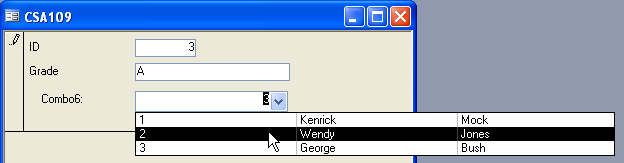 CSA109
ID 3
Grade A
Combo6: 3
1 Kenrick Mock
2 Wendy Jones
3 George Bush